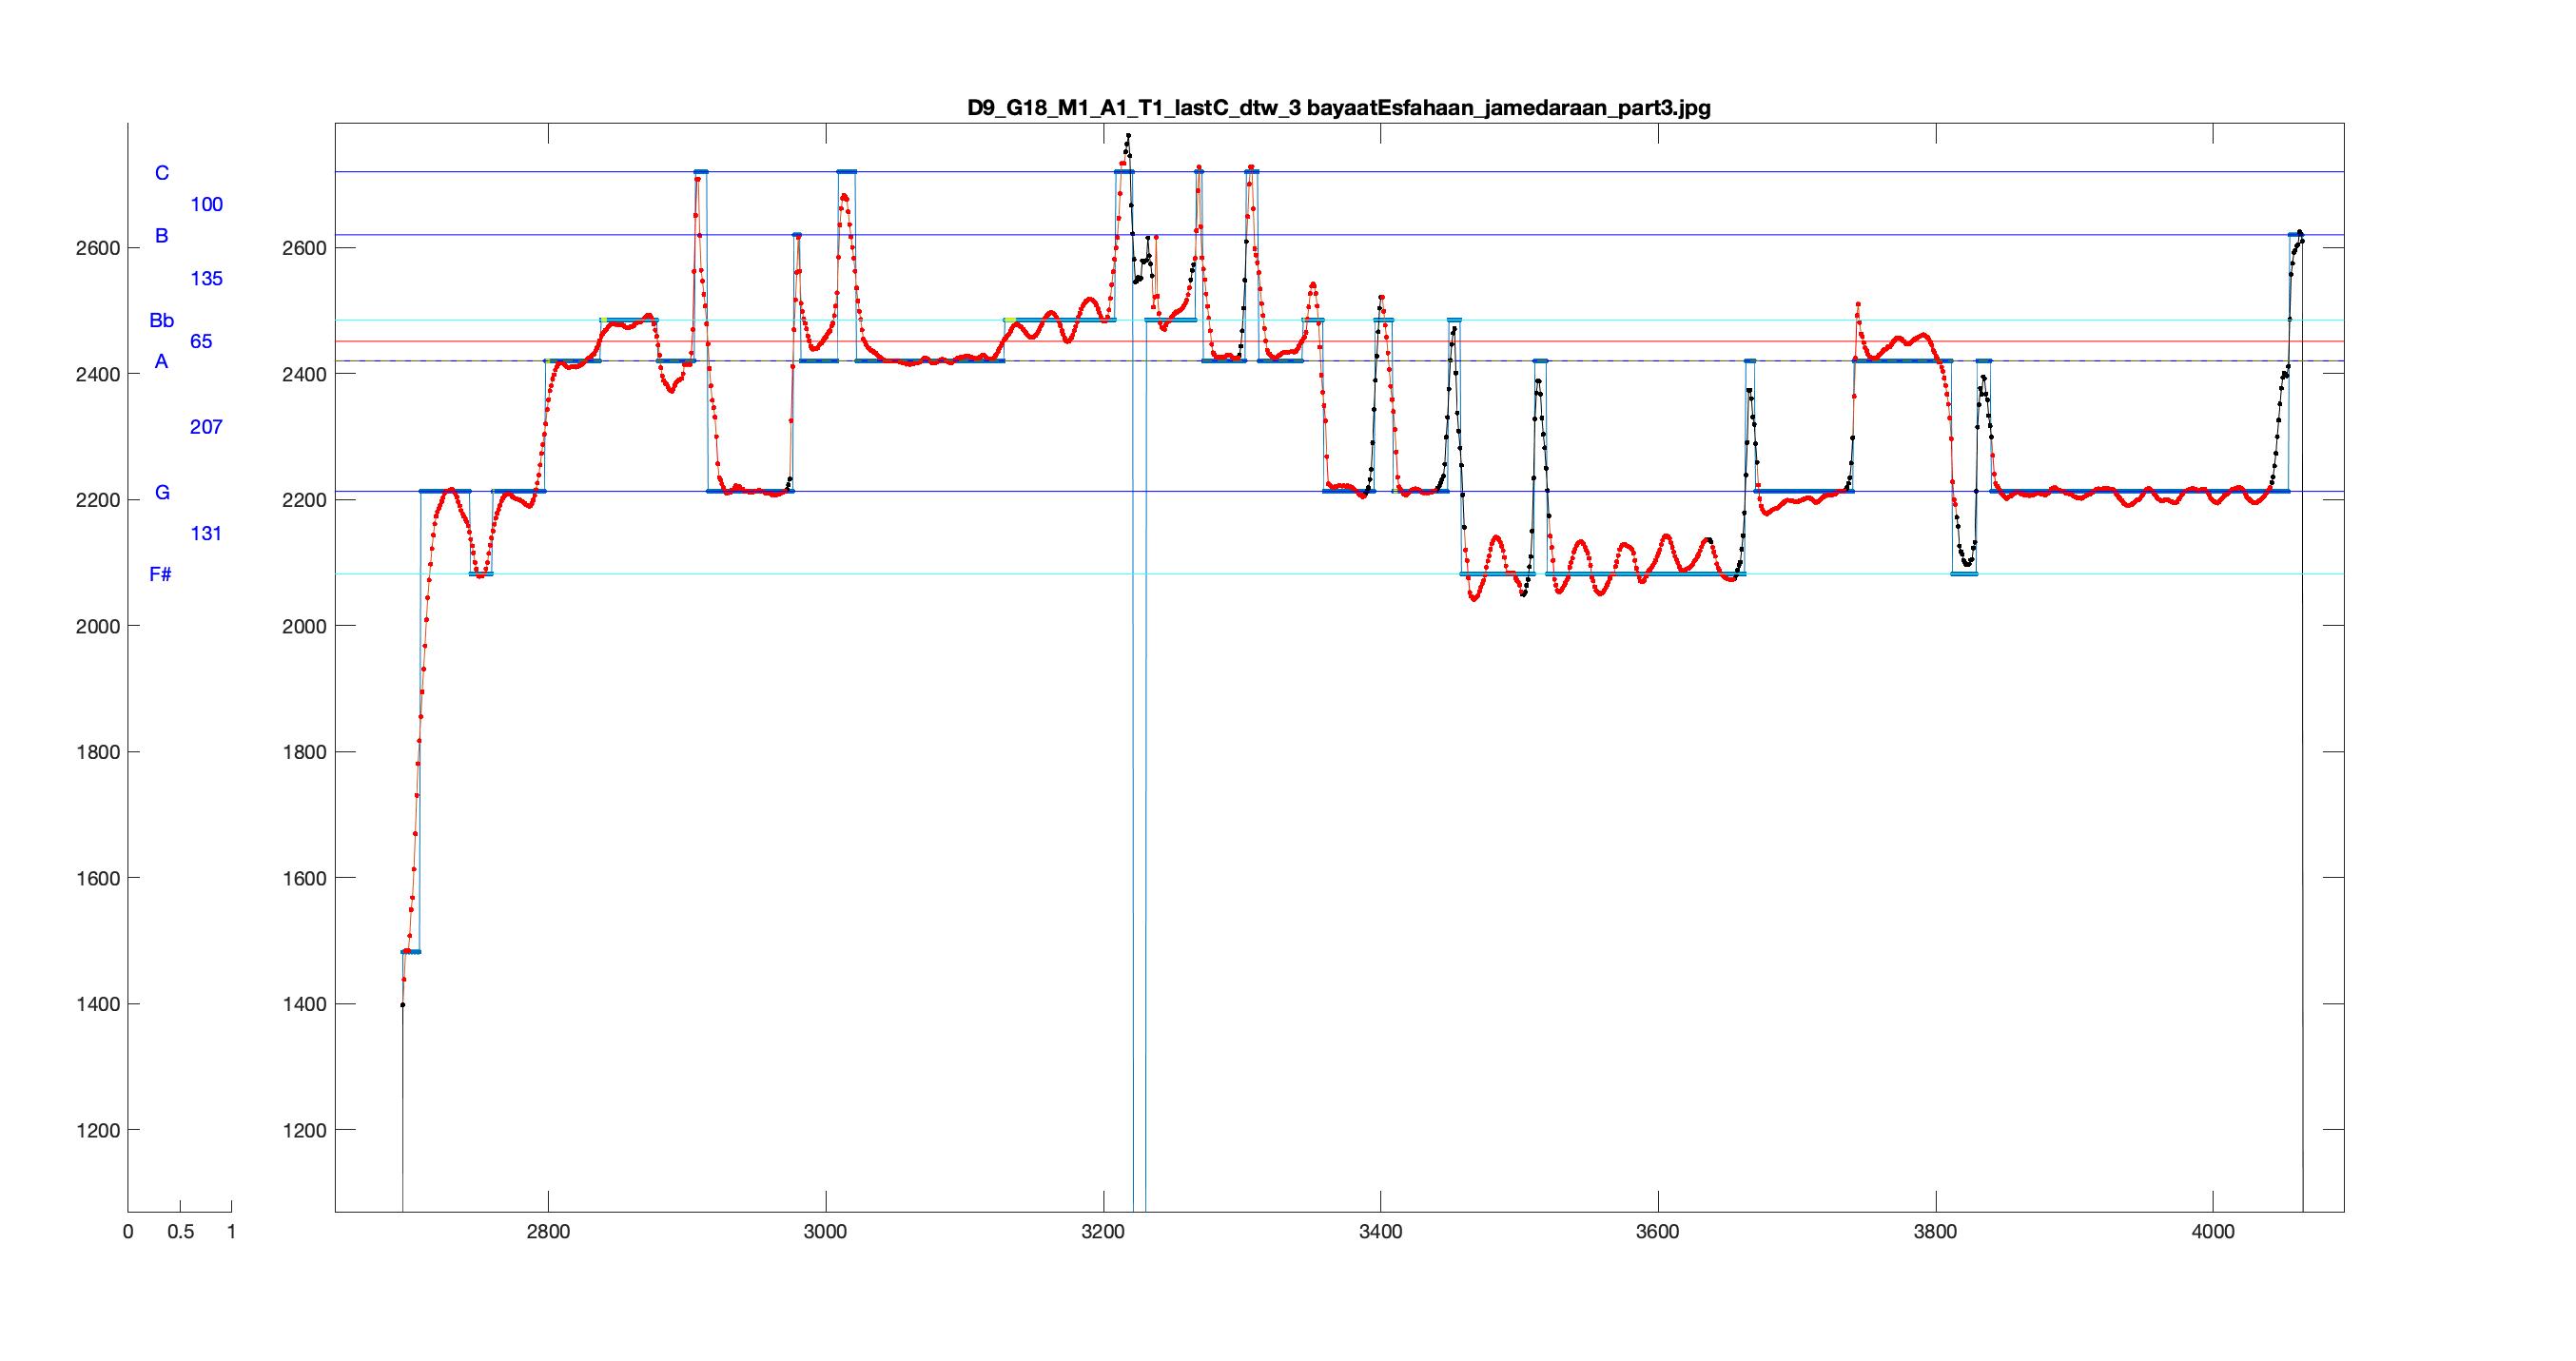 D9_G18_M1_A1_T1_lastC_dtw_3 bayaatEsfahaan_jamedaraan_part3.jpg
C
100
2600 B 2600
135
Bb
65
A
2400 2400
207
G
2200 2200
131
F#
2000 2000
1800 1800
1600 1600
1400 1400
1200 1200
0 0.5 1 2800 3000 3200 3400 3600 3800 4000